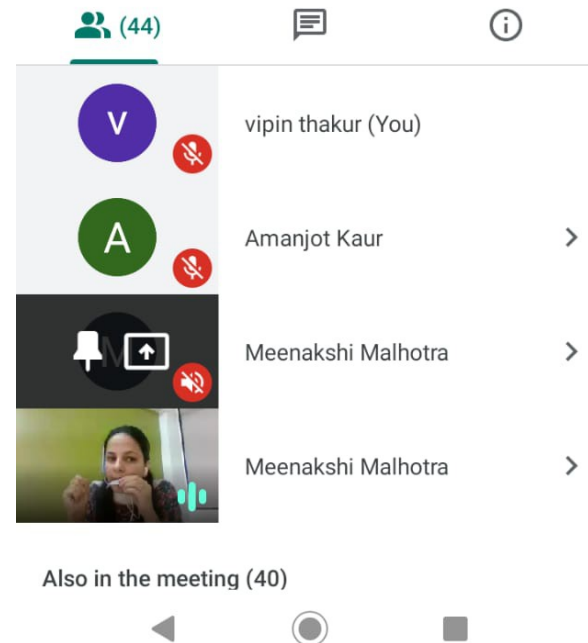 (44)
V
vipin thakur (You)
A
Amanjot Kaur
M
Meenakshi Malhotra
Meenakshi Malhotra
Also in the meeting (40)